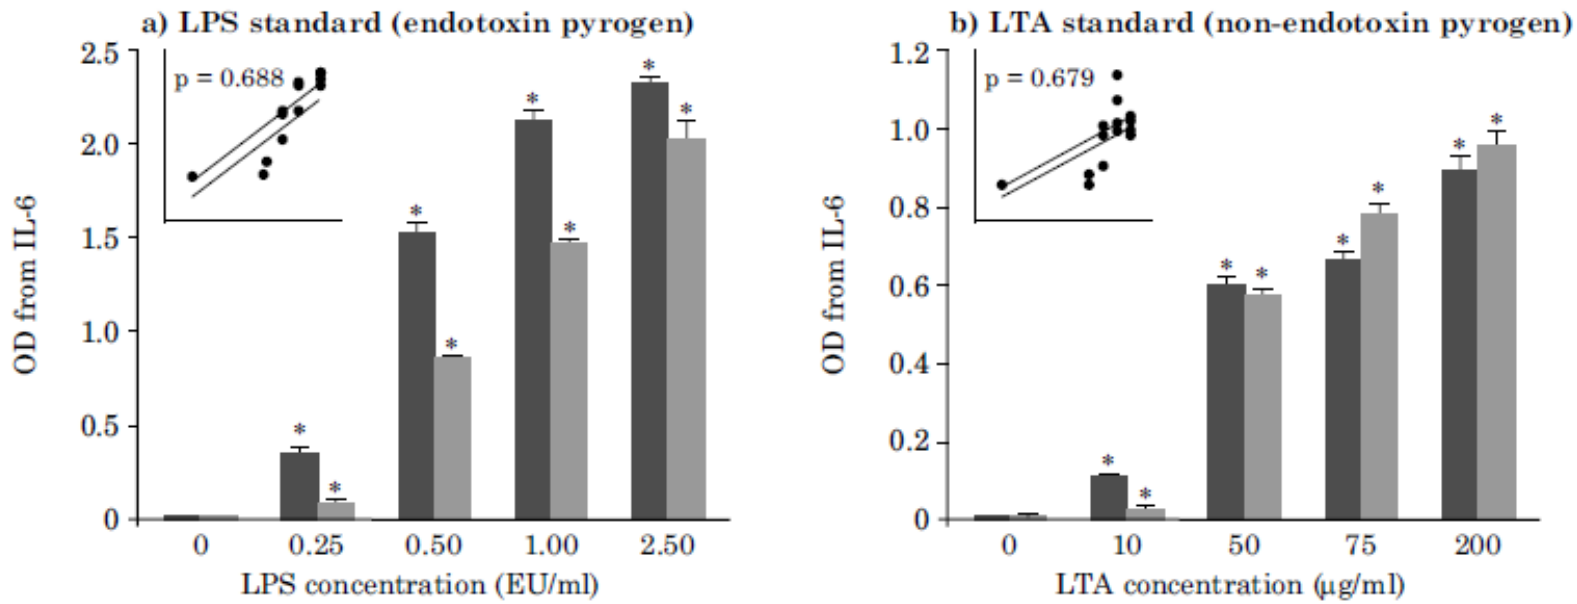 a) LPS standard (endotoxin pyrogen)
2.5
2.0
1.5
1.0
0.5
0
OD from IL-6
p = 0.688
* * * * * * * *
0 0.25 0.50 1.00 2.50
LPS concentration (EU/ml)
b) LTA standard (non-endotoxin pyrogen)
1.2
1.0
0.8
0.6
0.4
0.2
0
OD from IL-6
p = 0.679
* * * * * * * *
0 10 50 75 200
LTA concentration (μg/ml)